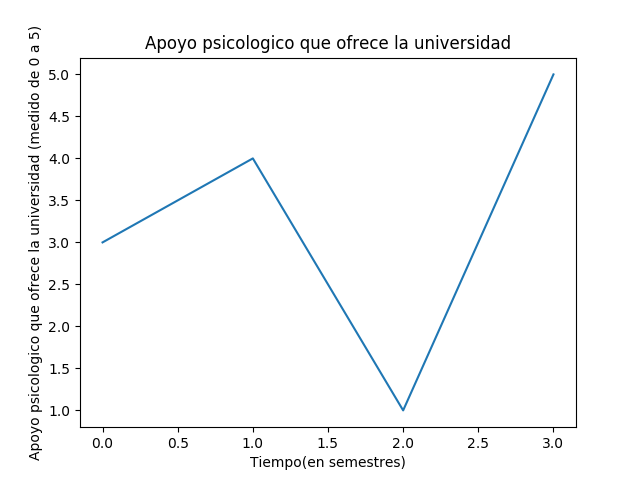 Apoyo psicologico que ofrece la universidad
Apoyo psicologico que ofrece la universidad (medido de 0 a 5)
5.0
4.5
4.0
3.5
3.0
2.5
2.0
1.5
1.0
0.0 0.5 1.0 1.5 2.0 2.5 3.0
Tiempo(en semestres)